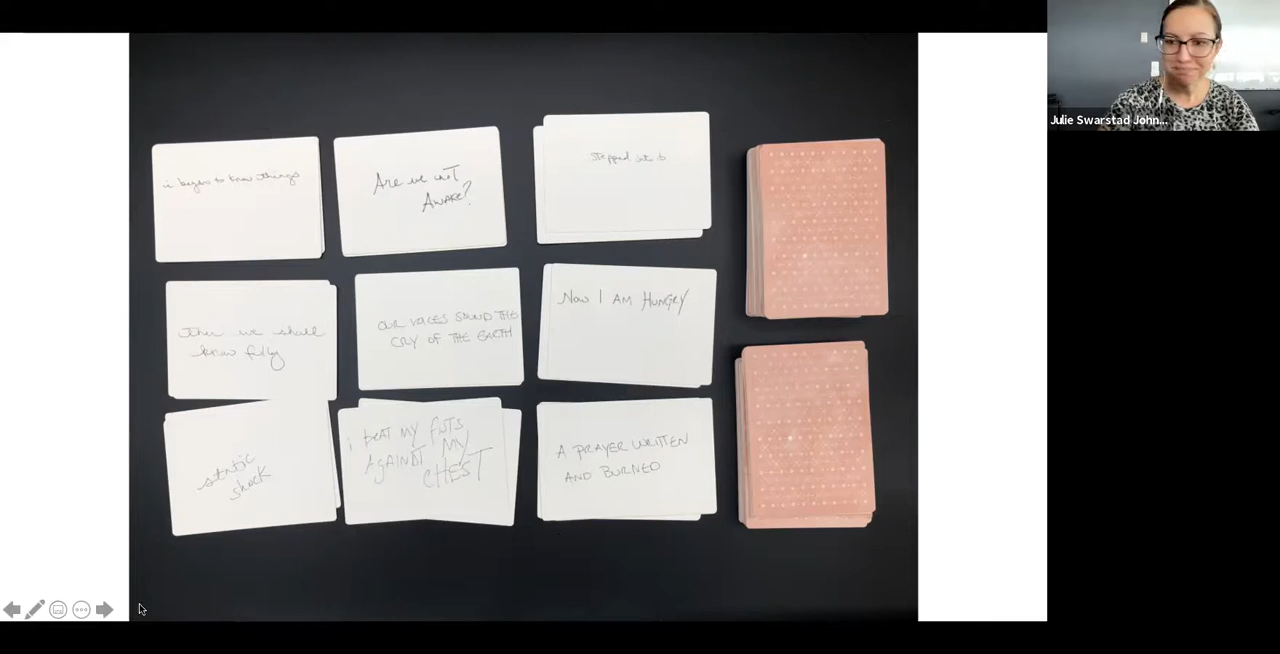 i begin to know things
Are we not
Awake?
stepped into
Then we shall
know fully
OUR VOICES SOUND THE
CRY OF THE EARTH
Now I AM HUNGRY
static
shock
i beAT MY FISTS
AgAINST MY
CHEST
A PRAYER WRITTEN
AND BURNED
Julie Swarstad John...